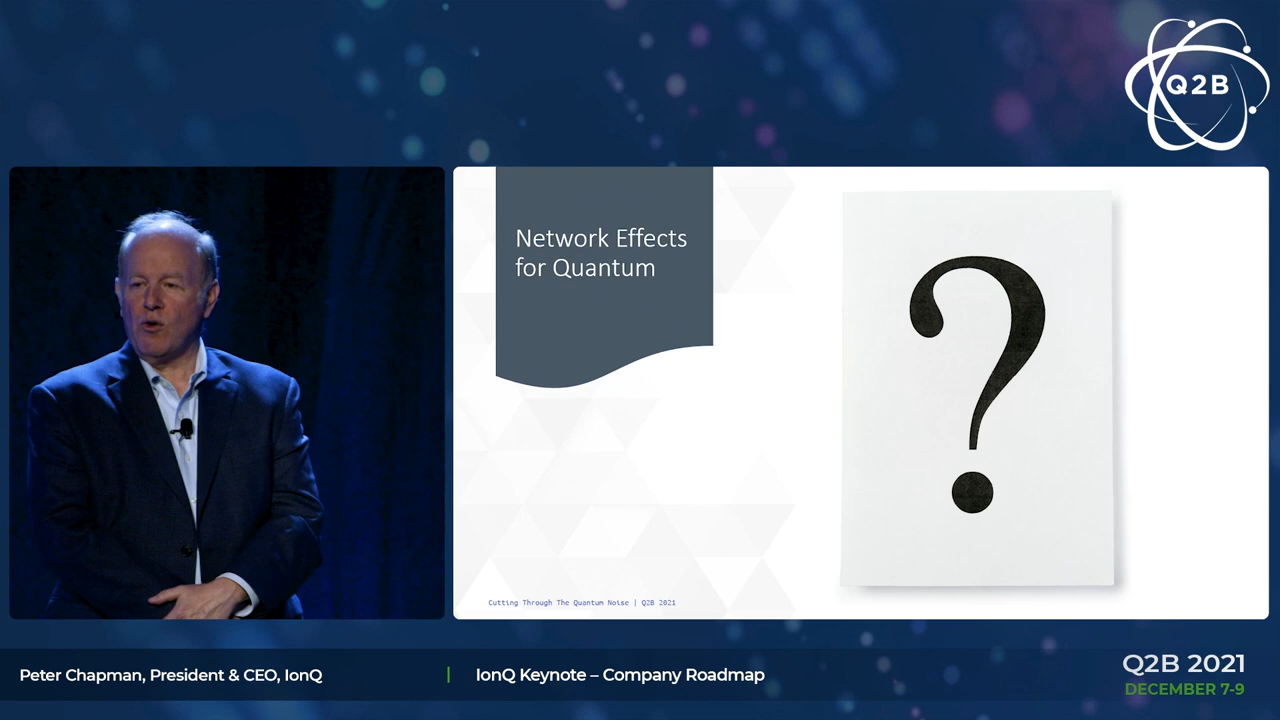 Q2B
Network Effects
for Quantum
?
Cutting Through The Quantum Noise | Q2B 2021
Peter Chapman, President & CEO, IonQ | IonQ Keynote – Company Roadmap
Q2B 2021
DECEMBER 7-9